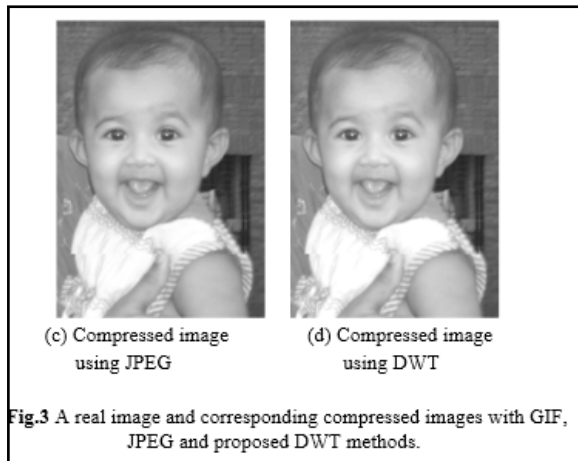 (c) Compressed image
using JPEG
(d) Compressed image
using DWT
Fig.3 A real image and corresponding compressed images with GIF,
JPEG and proposed DWT methods.